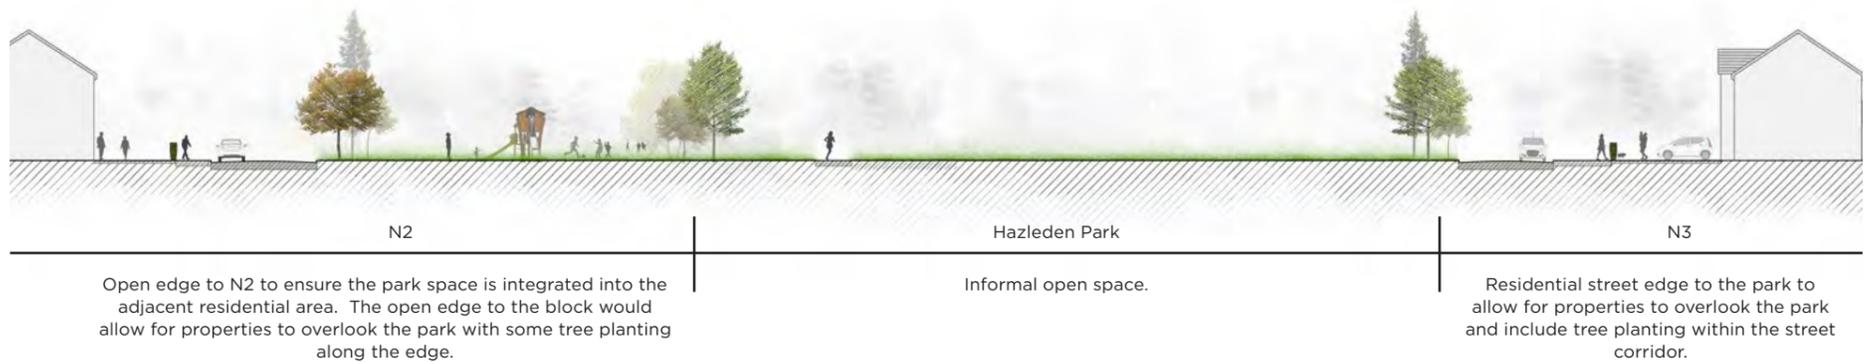 N2
Hazleden Park
N3
Open edge to N2 to ensure the park space is integrated into the
adjacent residential area.  The open edge to the block would
allow for properties to overlook the park with some tree planting
along the edge.
Informal open space.
Residential street edge to the park to
allow for properties to overlook the park
and include tree planting within the street
corridor.